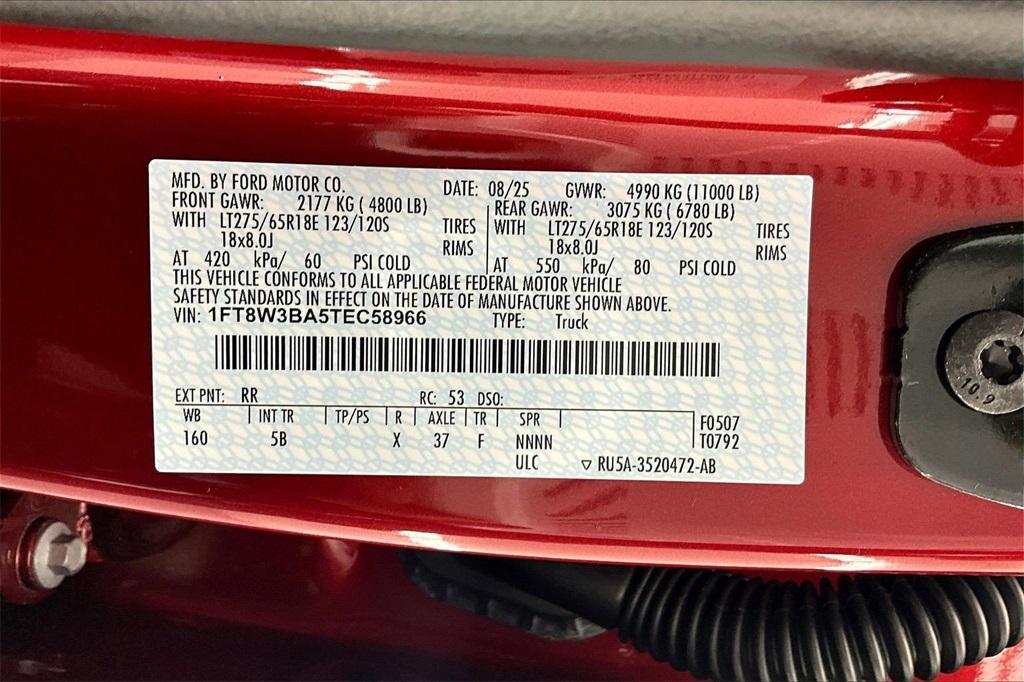 MFD. BY FORD MOTOR CO. DATE: 08/25 GVWR: 4990 KG (11000 LB)
FRONT GAWR: 2177 KG ( 4800 LB) REAR GAWR: 3075 KG ( 6780 LB)
WITH LT275/65R18E 123/120S TIRES WITH LT275/65R18E 123/120S TIRES
18x8.0J RIMS 18x8.0J RIMS
AT 420 kPa/ 60 PSI COLD AT 550 kPa/ 80 PSI COLD
THIS VEHICLE CONFORMS TO ALL APPLICABLE FEDERAL MOTOR VEHICLE
SAFETY STANDARDS IN EFFECT ON THE DATE OF MANUFACTURE SHOWN ABOVE.
VIN: 1FT8W3BA5TEC58966 TYPE: Truck
EXT PNT: RR RC: 53 DSO:
WB INT TR TP/PS R AXLE TR SPR F0507
160 5B X 37 F NNNN T0792
ULC ▽ RU5A-3520472-AB
10.9